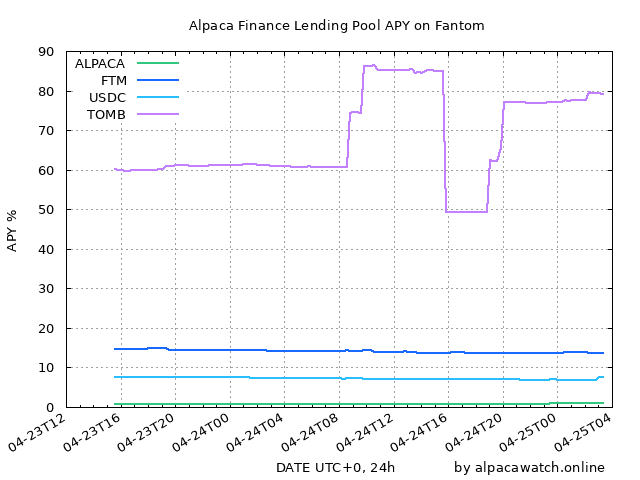 Alpaca Finance Lending Pool APY on Fantom
90
80
70
60
50
40
30
20
10
0
APY %
ALPACA
FTM
USDC
TOMB
04-23T12
04-23T16
04-23T20
04-24T00
04-24T04
04-24T08
04-24T12
04-24T16
04-24T20
04-25T00
04-25T04
DATE UTC+0, 24h
by alpacawatch.online